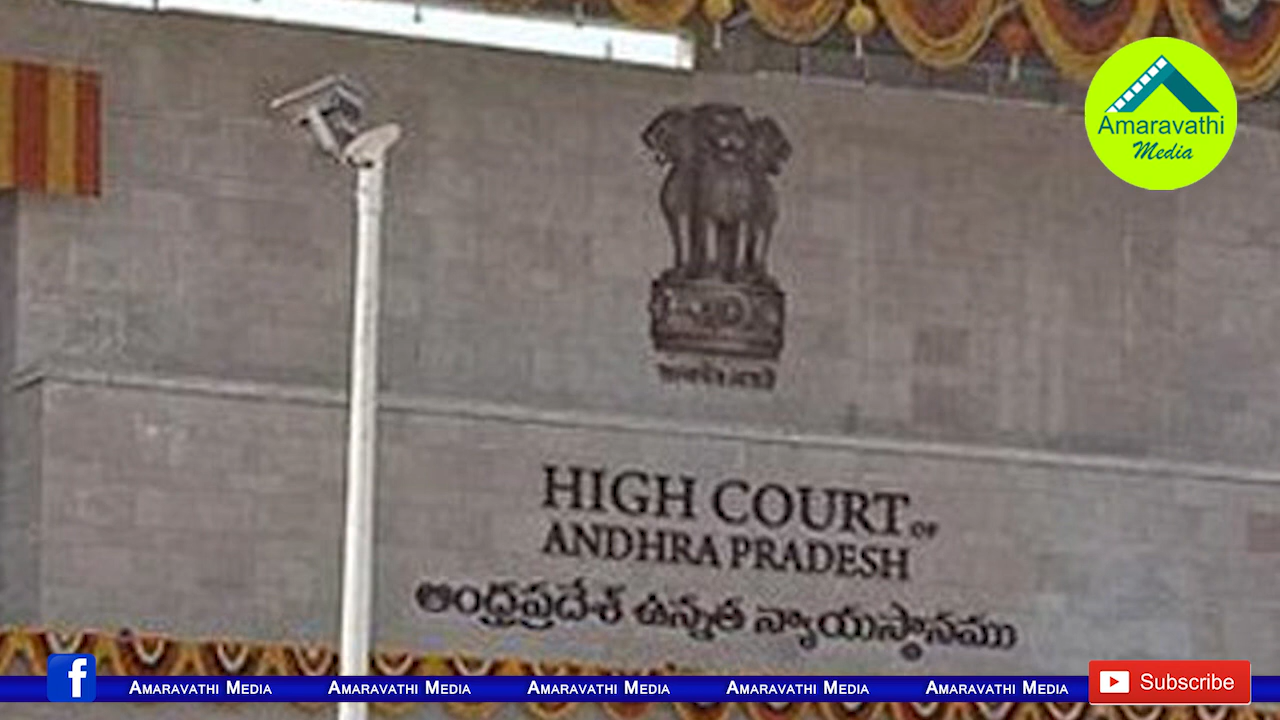 Amaravathi
Media
HIGH COURT OF
ANDHRA PRADESH
ఆంధ్రప్రదేశ్ ఉన్నత న్యాయస్థానము
f AMARAVATHI MEDIA AMARAVATHI MEDIA AMARAVATHI MEDIA AMARAVATHI MEDIA AMARAVATHI MEDIA Subscribe